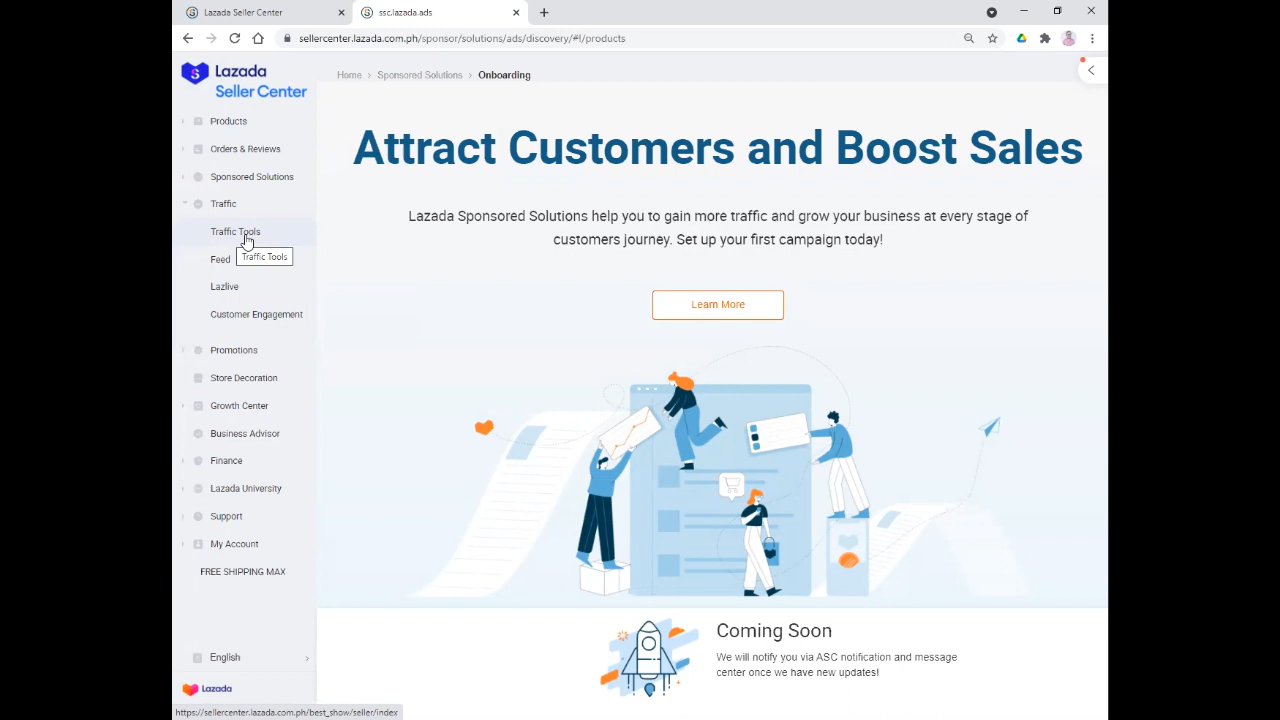 Lazada Seller Center
ssc.lazada.ads
sellercenter.lazada.com.ph/sponsor/solutions/ads/discovery/#!/products
Lazada
Seller Center
Home > Sponsored Solutions > Onboarding
Products
Orders & Reviews
Sponsored Solutions
Traffic
Traffic Tools
Traffic Tools
Feed
Lazlive
Customer Engagement
Promotions
Store Decoration
Growth Center
Business Advisor
Finance
Lazada University
Support
My Account
FREE SHIPPING MAX
English
Lazada
https://sellercenter.lazada.com.ph/best_show/seller/index
Attract Customers and Boost Sales
Lazada Sponsored Solutions help you to gain more traffic and grow your business at every stage of
customers journey. Set up your first campaign today!
Learn More
Coming Soon
We will notify you via ASC notification and message
center once we have new updates!